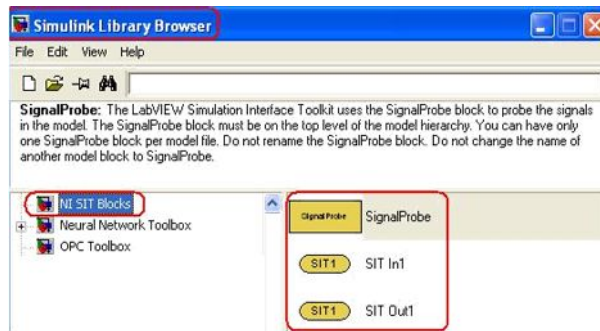 Simulink Library Browser
File Edit View Help
SignalProbe: The LabVIEW Simulation Interface Toolkit uses the SignalProbe block to probe the signals
in the model. The SignalProbe block must be on the top level of the model hierarchy. You can have only
one SignalProbe block per model file. Do not rename the SignalProbe block. Do not change the name of
another model block to SignalProbe.
NI SIT Blocks
Neural Network Toolbox
OPC Toolbox
Signal Probe SignalProbe
SIT1 SIT In1
SIT1 SIT Out1